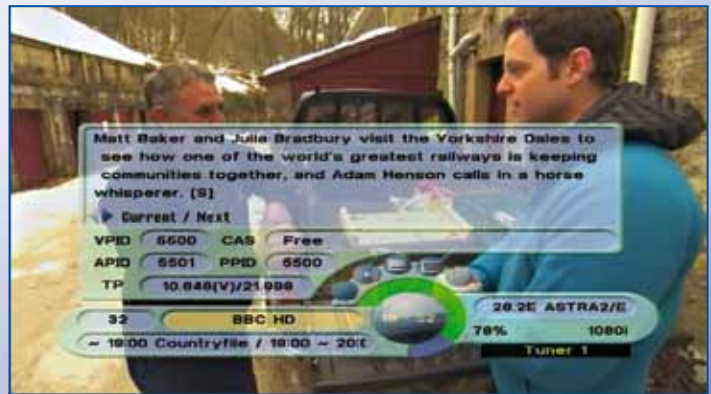 Matt Baker and Julia Bradbury visit the Yorkshire Dales to
see how one of the world's greatest railways is keeping
communities together, and Adam Henson calls in a horse
whisperer. [S]
Current / Next
VPID 5500 CAS Free
APID 5501 PPID 5500
TP 10.846(V)/21.998
28.2E ASTRA2/E
32 BBC HD
78% 1080i
~ 19:00 Countryfile / 19:00 ~ 20:0
Tuner 1